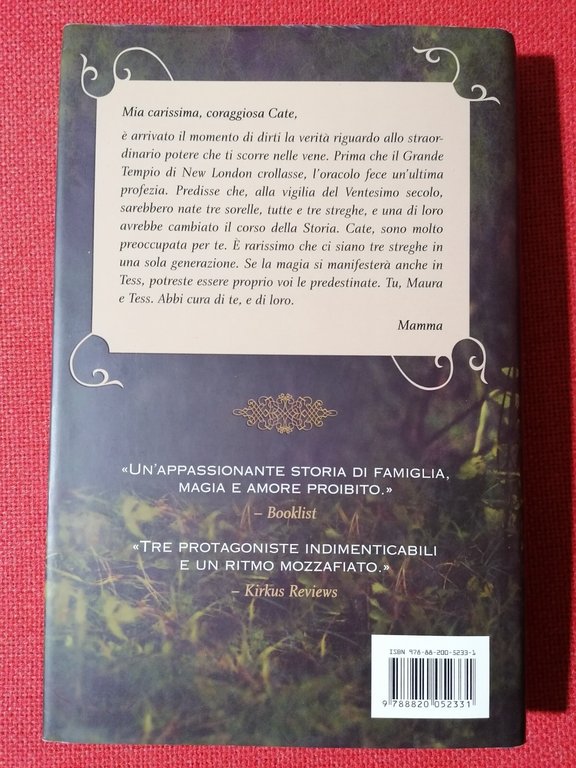 Mia carissima, coraggiosa Cate,
è arrivato il momento di dirti la verità riguardo allo straor-
dinario potere che ti scorre nelle vene. Prima che il Grande
Tempio di New London crollasse, l'oracolo fece un'ultima
profezia. Predisse che, alla vigilia del Ventesimo secolo,
sarebbero nate tre sorelle, tutte e tre streghe, e una di loro
avrebbe cambiato il corso della Storia. Cate, sono molto
preoccupata per te. È rarissimo che ci siano tre streghe in
una sola generazione. Se la magia si manifesterà anche in
Tess, potreste essere proprio voi le predestinate. Tu, Maura
e Tess. Abbi cura di te, e di loro.
Mamma
«UN'APPASSIONANTE STORIA DI FAMIGLIA,
MAGIA E AMORE PROIBITO.»
– Booklist
«TRE PROTAGONISTE INDIMENTICABILI
E UN RITMO MOZZAFIATO.»
– Kirkus Reviews
ISBN 978-88-200-5233-1
9 788820 052331